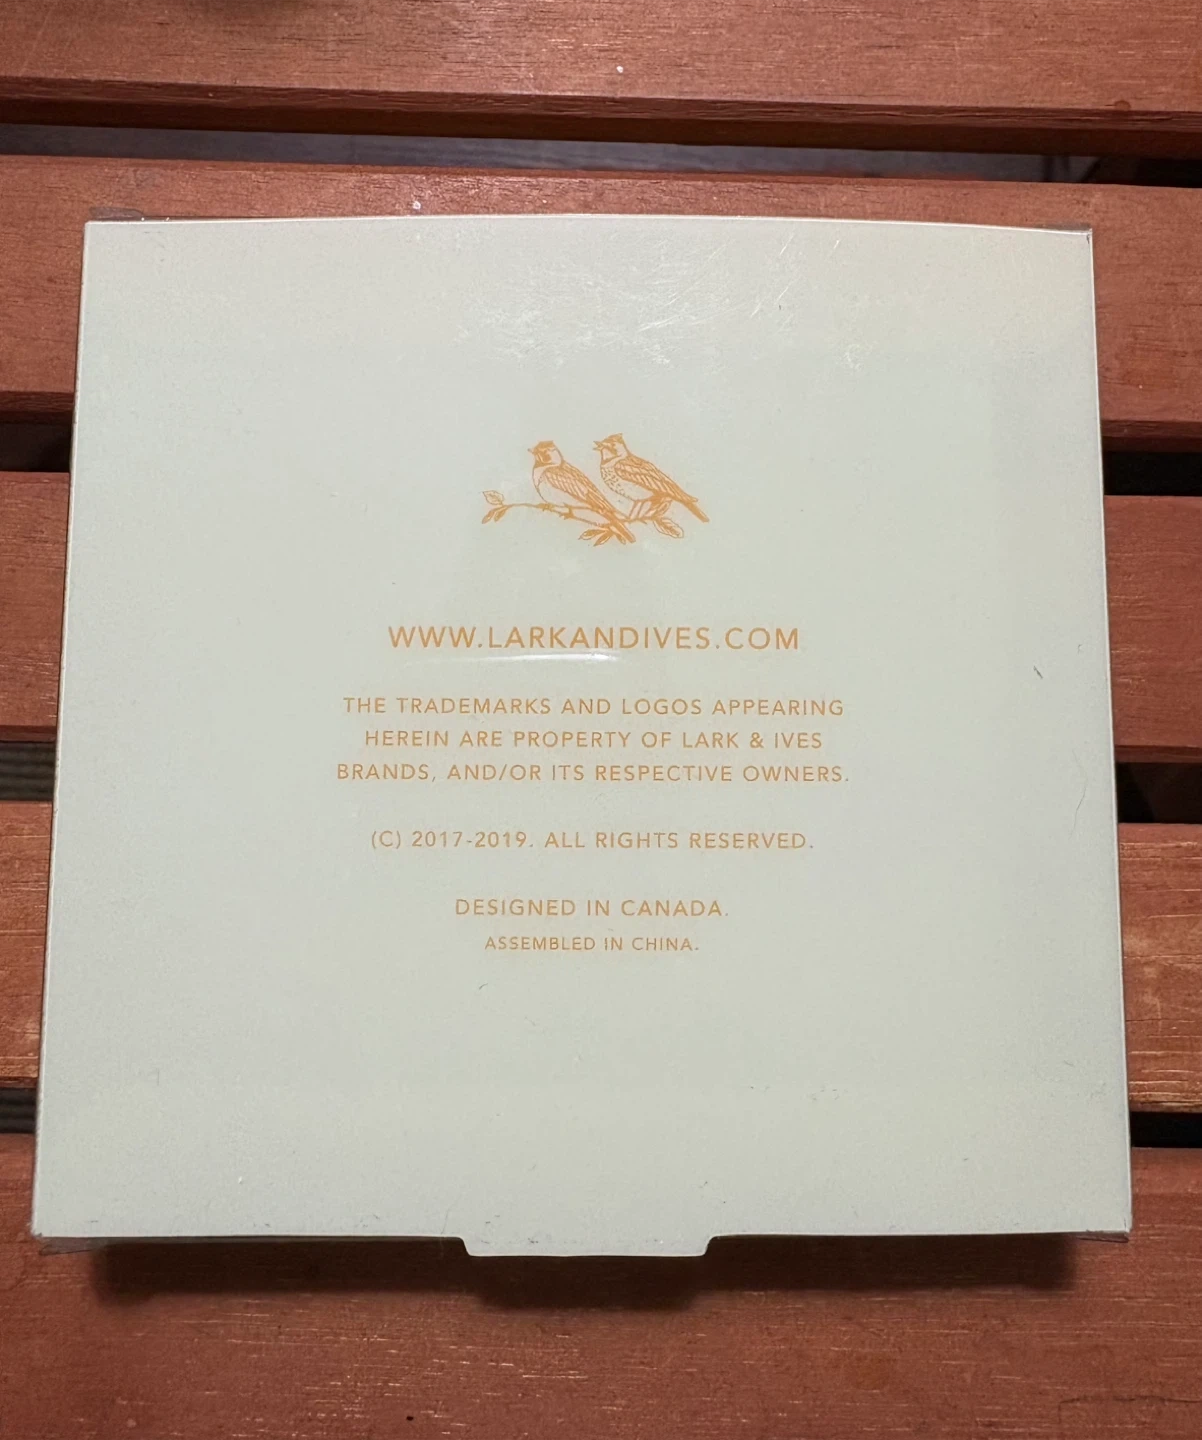 WWW.LARKANDIVES.COM
THE TRADEMARKS AND LOGOS APPEARING
HEREIN ARE PROPERTY OF LARK & IVES
BRANDS, AND/OR ITS RESPECTIVE OWNERS.
(C) 2017-2019. ALL RIGHTS RESERVED.
DESIGNED IN CANADA.
ASSEMBLED IN CHINA.